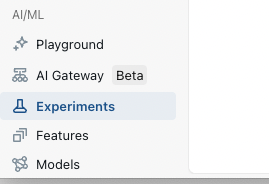 AI/ML
Playground
AI Gateway Beta
Experiments
Features
Models